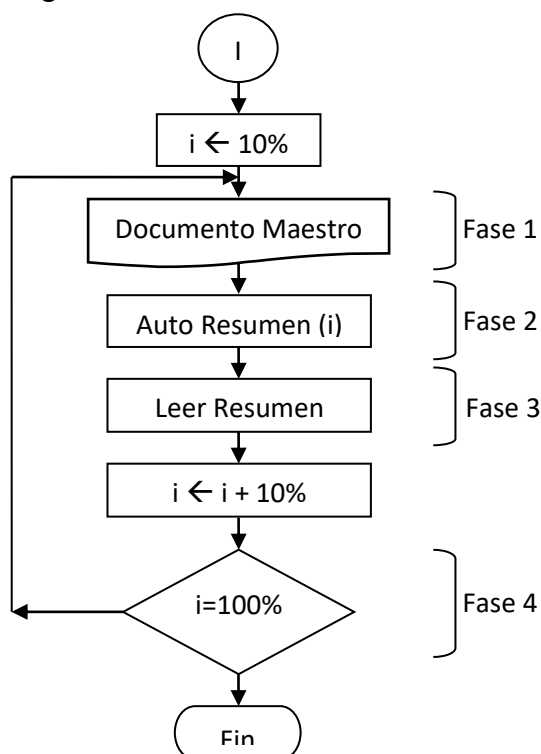 I
i ← 10%
Documento Maestro
Fase 1
Auto Resumen (i)
Fase 2
Leer Resumen
Fase 3
i ← i + 10%
i=100%
Fase 4
Fin